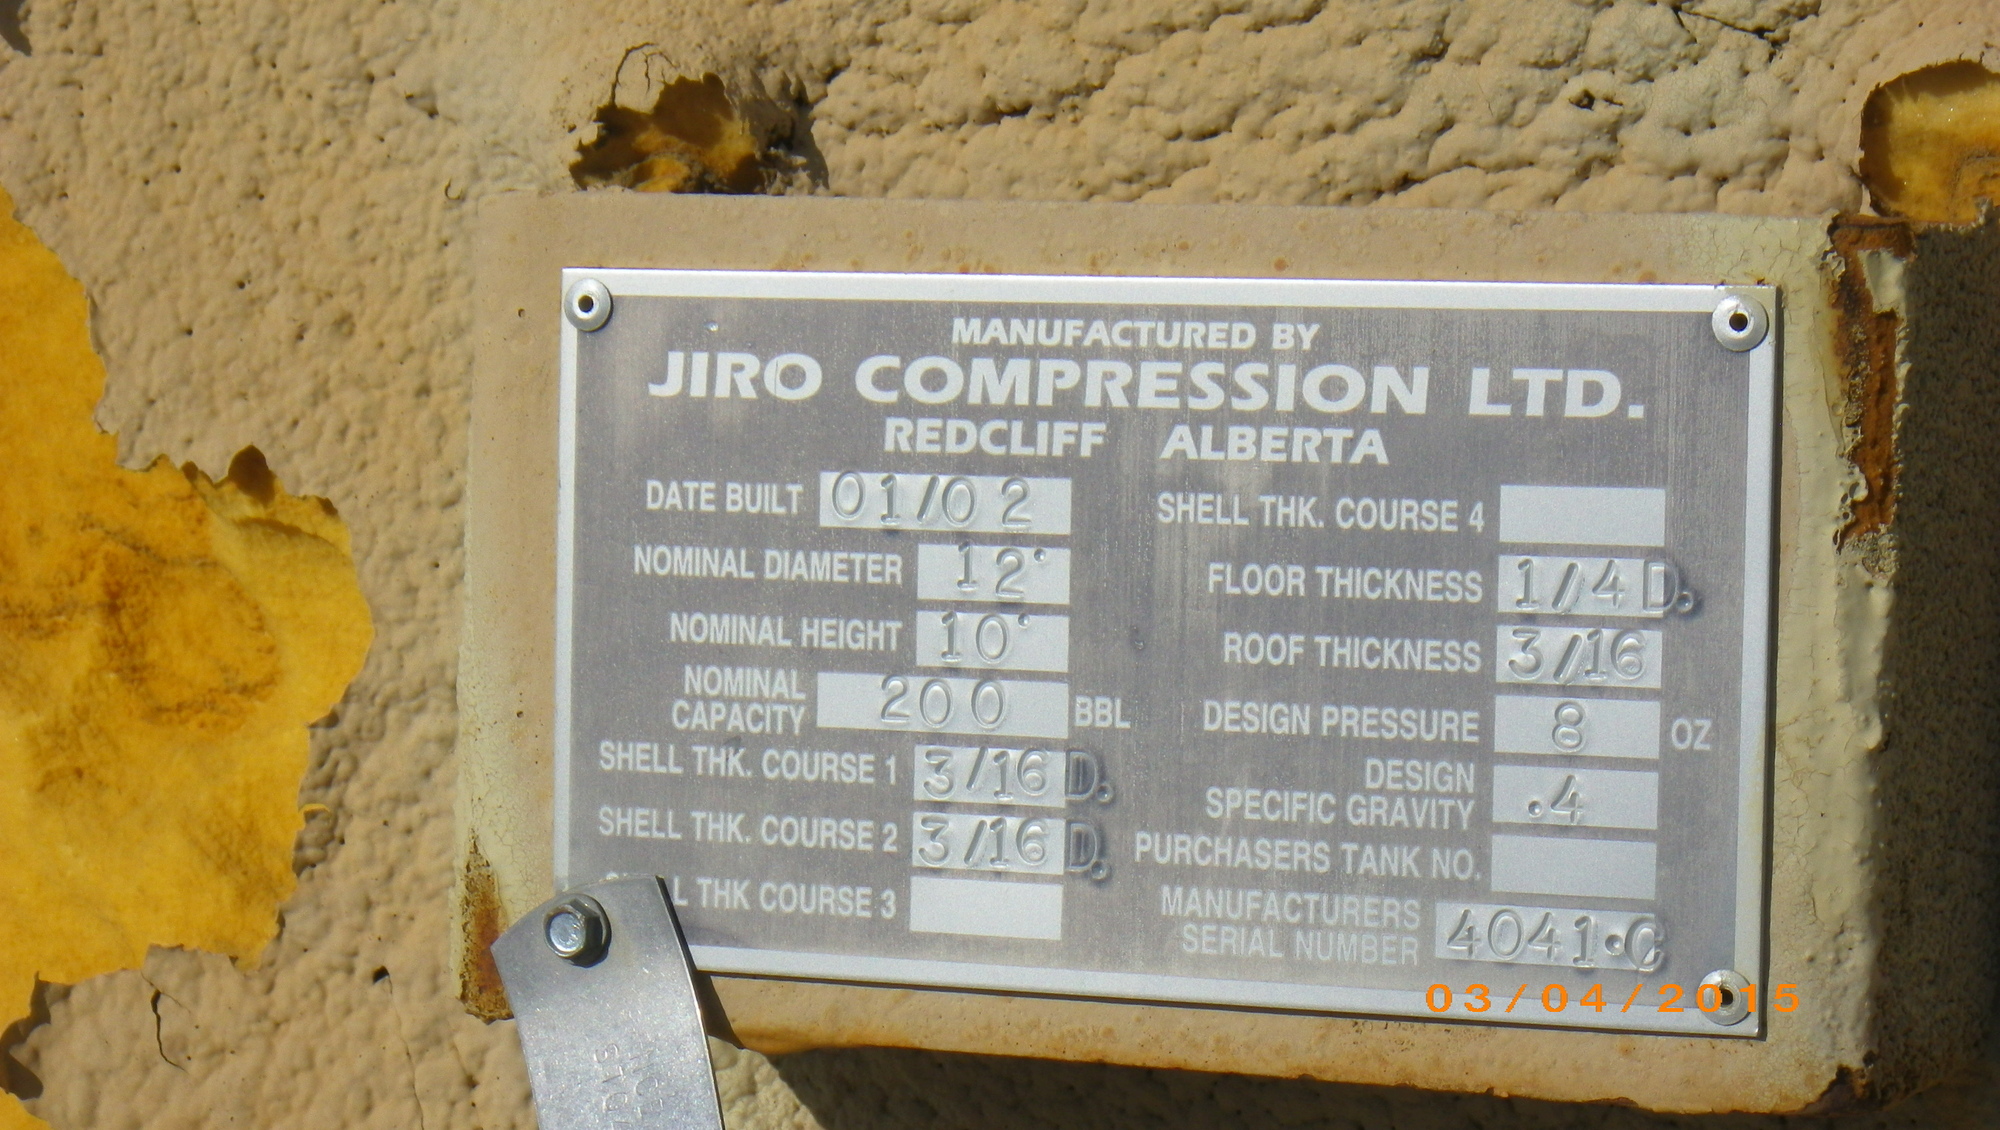 MANUFACTURED BY
JIRO COMPRESSION LTD.
REDCLIFF ALBERTA
DATE BUILT 01/02
NOMINAL DIAMETER 12'
NOMINAL HEIGHT 10'
NOMINAL
CAPACITY 200 BBL
SHELL THK. COURSE 1 3/16 D.
SHELL THK. COURSE 2 3/16 D.
THK COURSE 3
SHELL THK. COURSE 4
FLOOR THICKNESS 1/4 D.
ROOF THICKNESS 3/16
DESIGN PRESSURE 8 OZ
DESIGN
SPECIFIC GRAVITY .4
PURCHASERS TANK NO.
MANUFACTURERS
SERIAL NUMBER 4041·C
03/04/2015